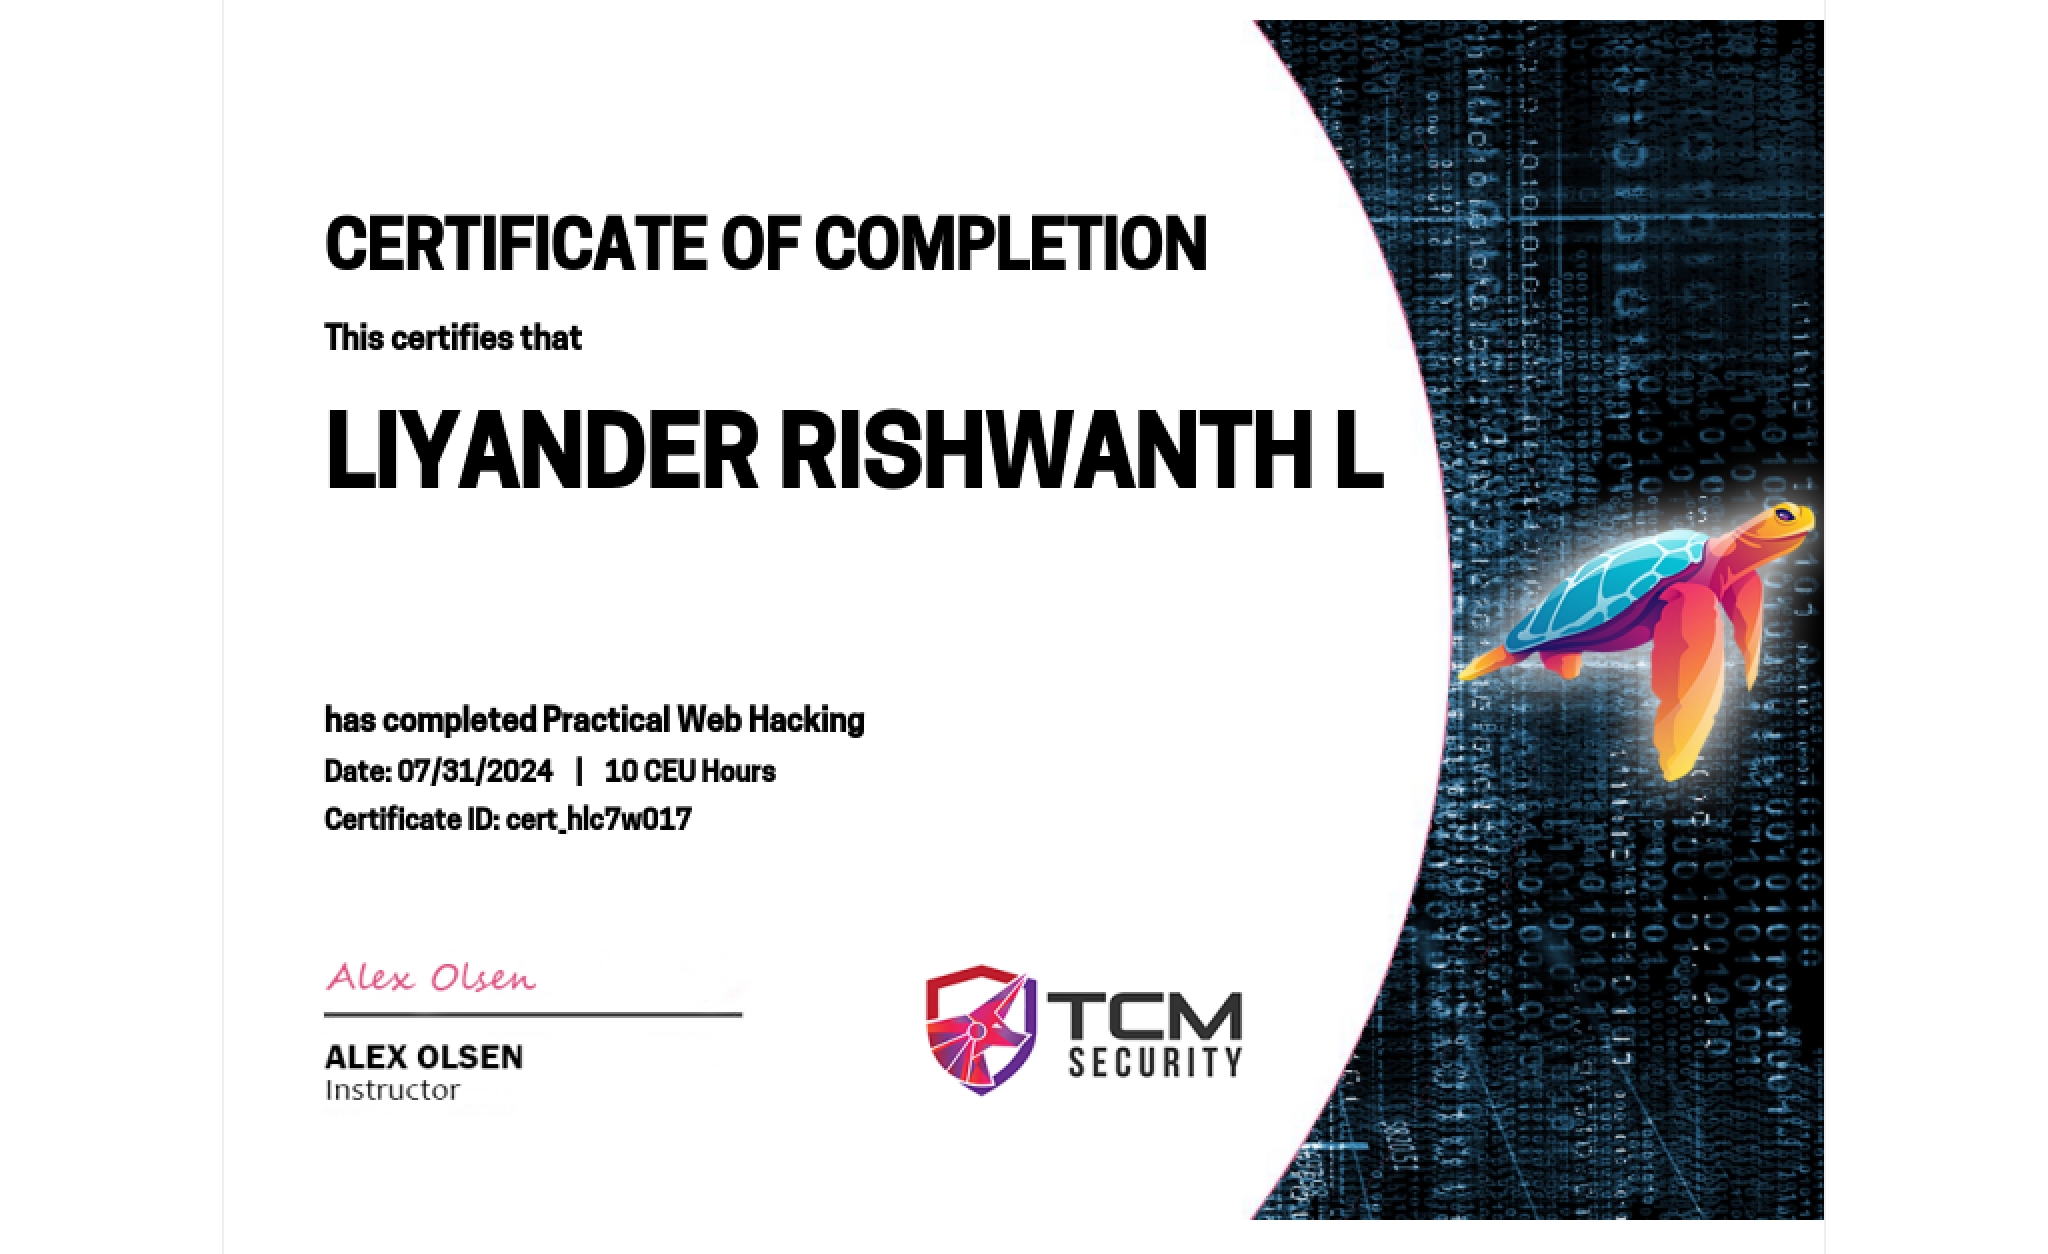 CERTIFICATE OF COMPLETION
This certifies that
LIYANDER RISHWANTH L
has completed Practical Web Hacking
Date: 07/31/2024 | 10 CEU Hours
Certificate ID: cert_hlc7w017
Alex Olsen
ALEX OLSEN
Instructor
TCM
SECURITY